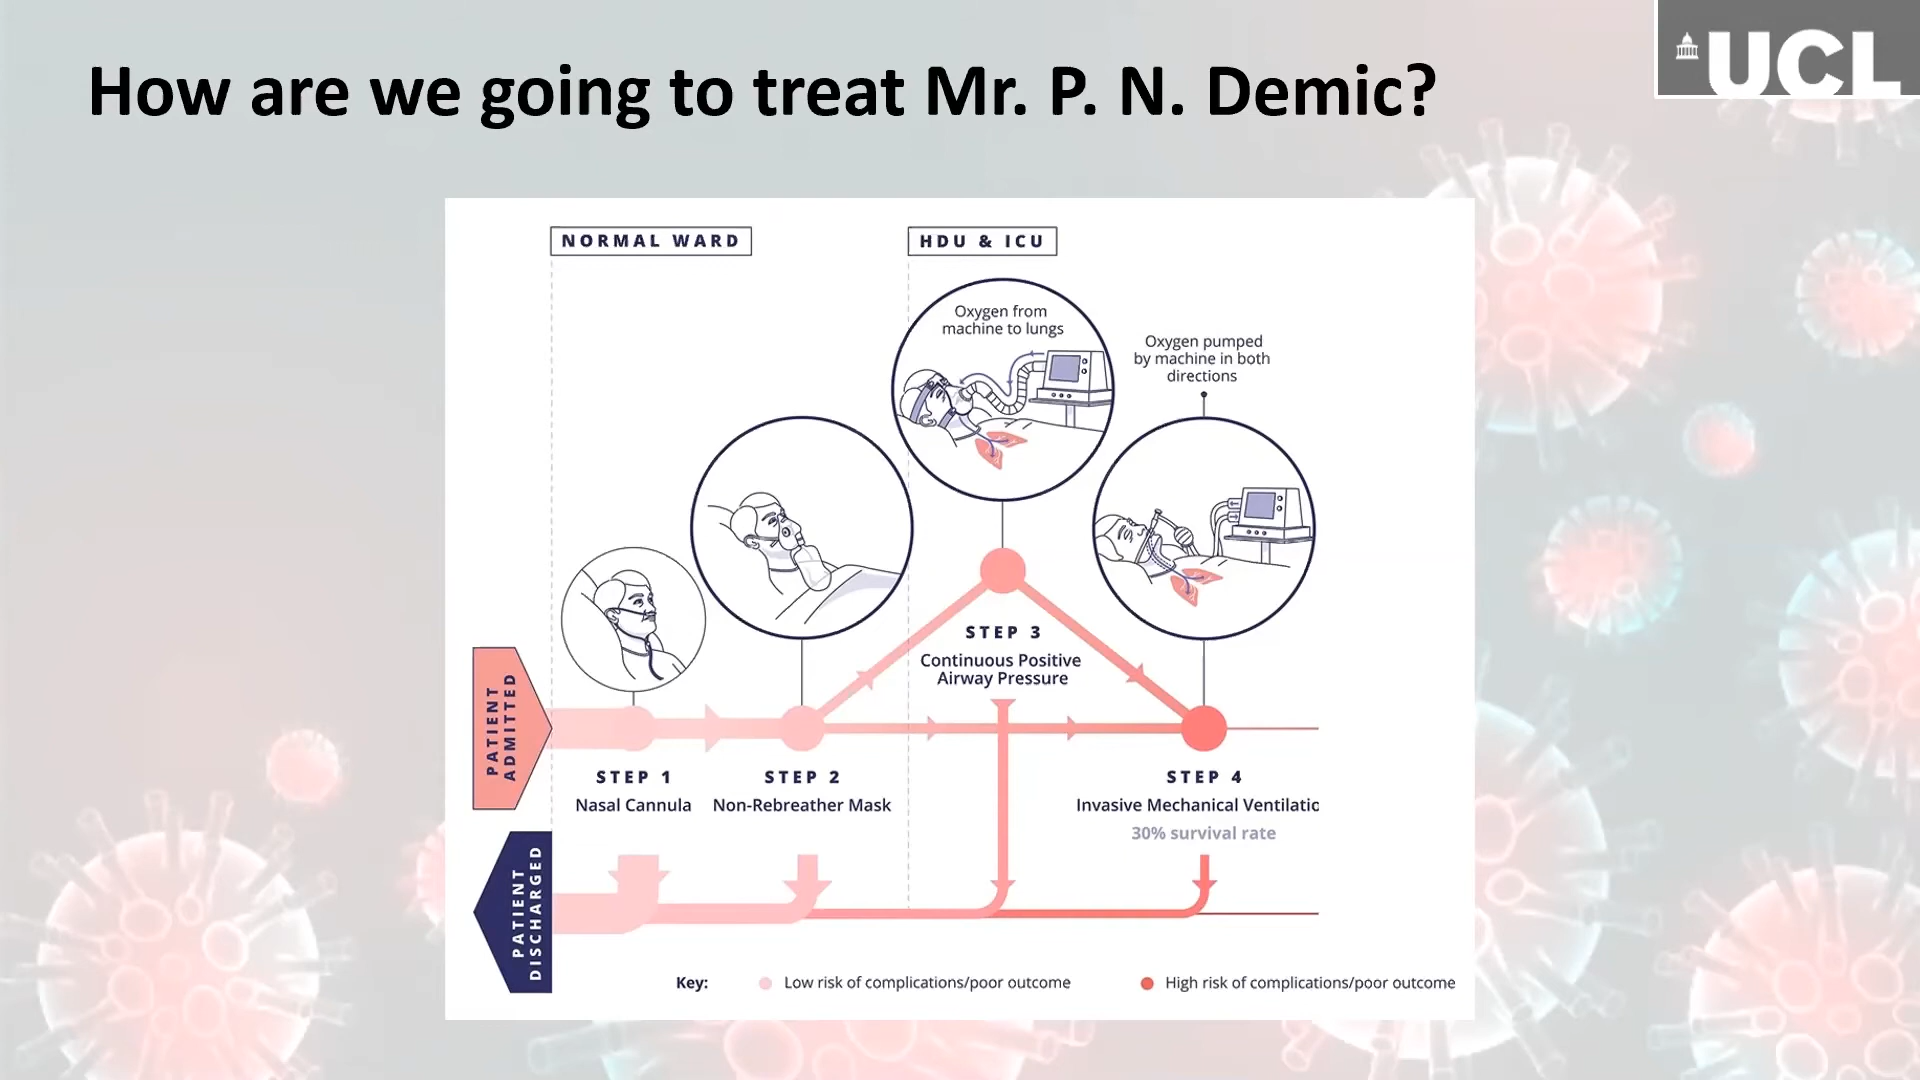 How are we going to treat Mr. P. N. Demic?
UCL
NORMAL WARD
HDU & ICU
Oxygen from
machine to lungs
Oxygen pumped
by machine in both
directions
STEP 3
Continuous Positive
Airway Pressure
PATIENT
ADMITTED
STEP 1
Nasal Cannula
STEP 2
Non-Rebreather Mask
STEP 4
Invasive Mechanical Ventilatio
30% survival rate
PATIENT
DISCHARGED
Key:
Low risk of complications/poor outcome
High risk of complications/poor outcome